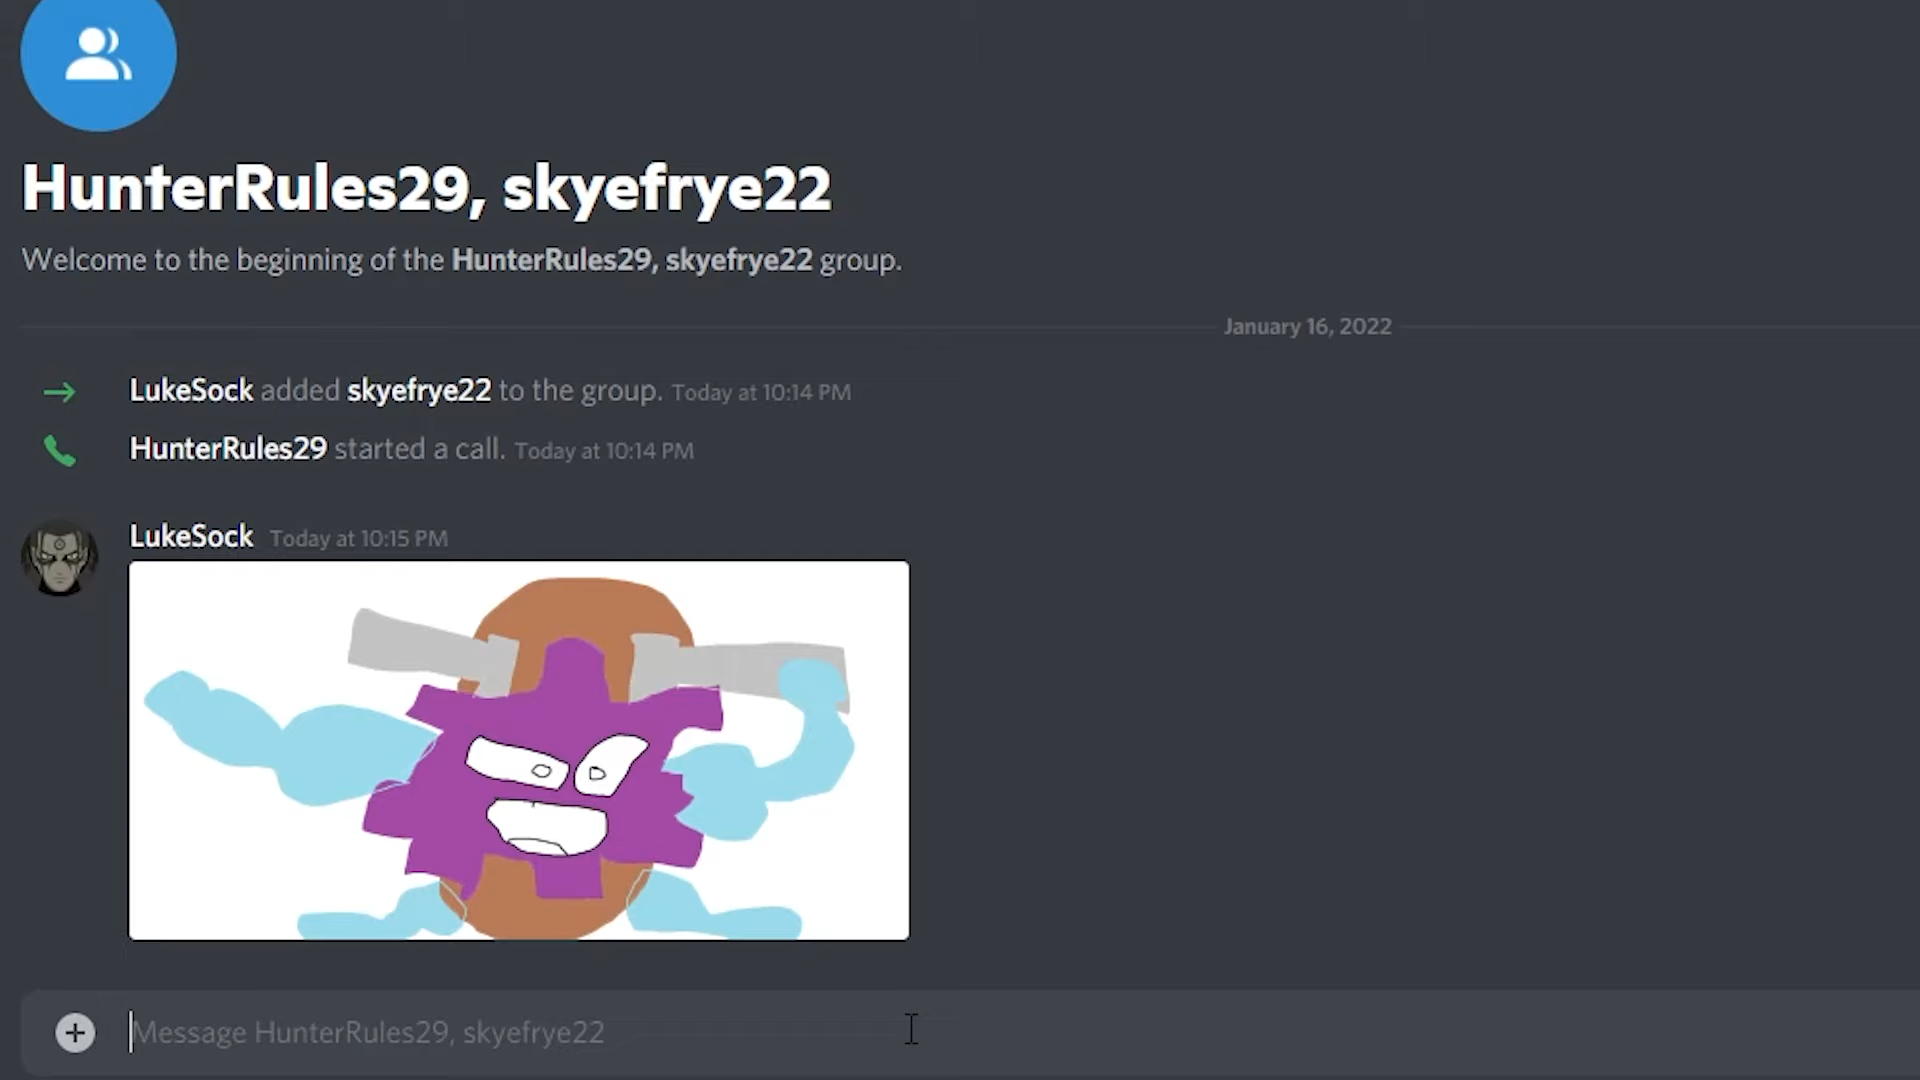 HunterRules29, skyefrye22
Welcome to the beginning of the HunterRules29, skyefrye22 group.
January 16, 2022
LukeSock added skyefrye22 to the group. Today at 10:14 PM
HunterRules29 started a call. Today at 10:14 PM
LukeSock Today at 10:15 PM
Message HunterRules29, skyefrye22